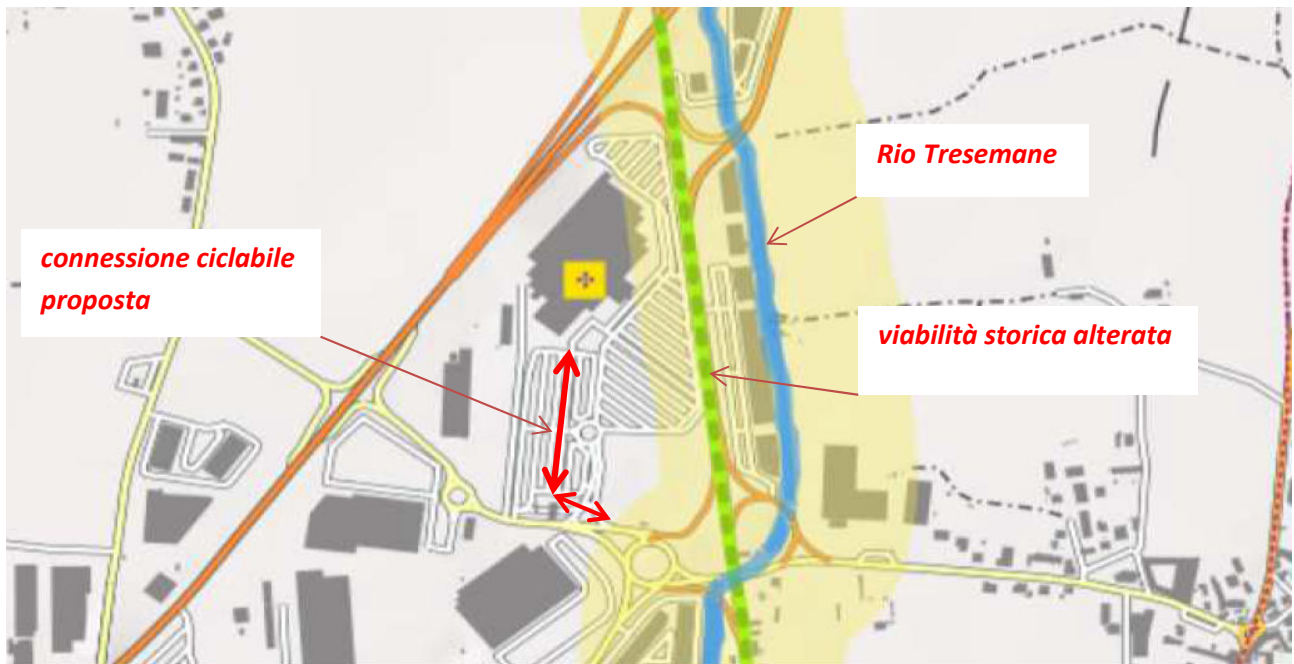 Rio Tresemane
connessione ciclabile
proposta
viabilità storica alterata